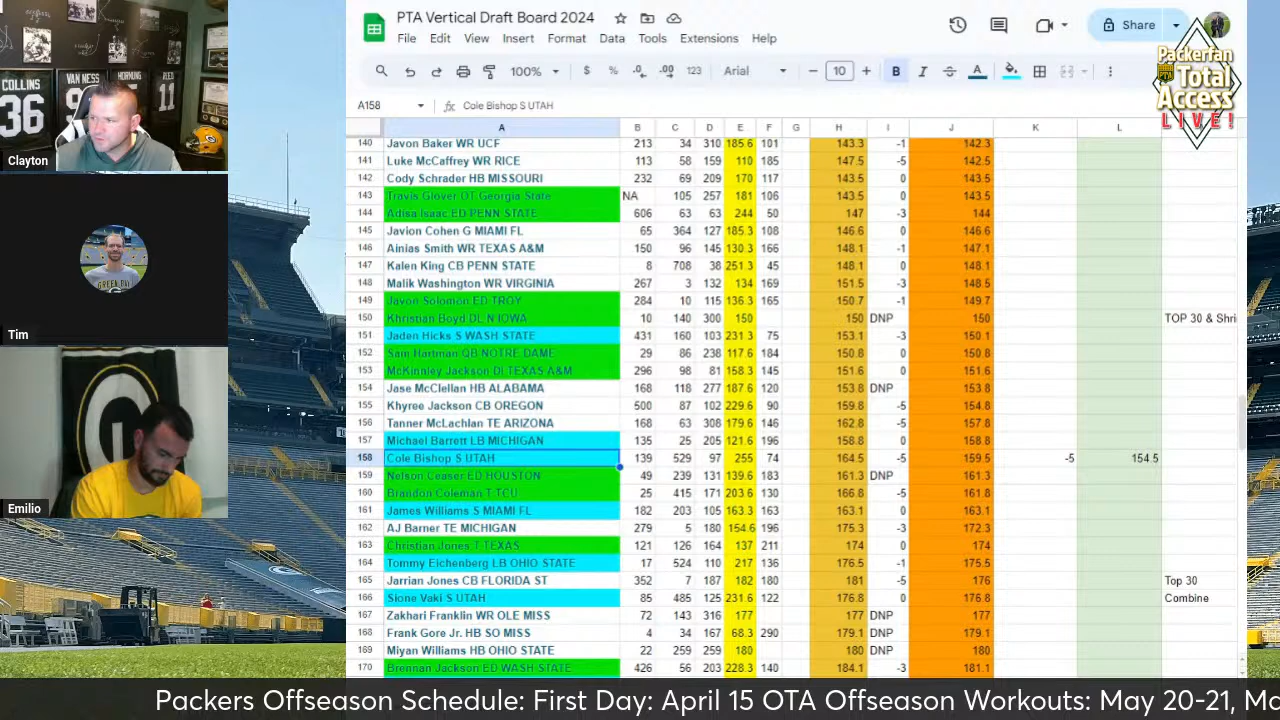 COLLINS
36
VAN NESS
9
HORNUNG
REED
11
Clayton
GREEN BAY
Tim
Emilio
PTA Vertical Draft Board 2024
File Edit View Insert Format Data Tools Extensions Help
Share
Packerfan
PTA
Total
Access
LIVE!
100% $ % .0 .00 123 Arial − 10 + B I A
A158 fx Cole Bishop S UTAH
A B C D E F G H I J K L
140 Javon Baker WR UCF 213 34 310 185.6 101 143.3 -1 142.3
141 Luke McCaffrey WR RICE 113 58 159 110 185 147.5 -5 142.5
142 Cody Schrader HB MISSOURI 232 69 209 170 117 143.5 0 143.5
143 Travis Glover OT Georgia State NA 105 257 181 106 143.5 0 143.5
144 Adisa Isaac ED PENN STATE 606 63 63 244 50 147 -3 144
145 Javion Cohen G MIAMI FL 65 364 127 185.3 108 146.6 0 146.6
146 Ainias Smith WR TEXAS A&M 150 96 145 130.3 166 148.1 -1 147.1
147 Kalen King CB PENN STATE 8 708 38 251.3 45 148.1 0 148.1
148 Malik Washington WR VIRGINIA 267 3 132 134 169 151.5 -3 148.5
149 Javon Solomon ED TROY 284 10 115 136.3 165 150.7 -1 149.7
150 Khristian Boyd DL N IOWA 10 140 300 150 150 DNP 150 TOP 30 & Shri
151 Jaden Hicks S WASH STATE 431 160 103 231.3 75 153.1 -3 150.1
152 Sam Hartman QB NOTRE DAME 29 86 238 117.6 184 150.8 0 150.8
153 McKinnley Jackson DI TEXAS A&M 296 98 81 158.3 145 151.6 0 151.6
154 Jase McClellan HB ALABAMA 168 118 277 187.6 120 153.8 DNP 153.8
155 Khyree Jackson CB OREGON 500 87 102 229.6 90 159.8 -5 154.8
156 Tanner McLachlan TE ARIZONA 168 63 308 179.6 146 162.8 -5 157.8
157 Michael Barrett LB MICHIGAN 135 25 205 121.6 196 158.8 0 158.8
158 Cole Bishop S UTAH 139 529 97 255 74 164.5 -5 159.5 -5 154.5
159 Nelson Ceaser ED HOUSTON 49 239 131 139.6 183 161.3 DNP 161.3
160 Brandon Coleman T TCU 25 415 171 203.6 130 166.8 -5 161.8
161 James Williams S MIAMI FL 182 203 105 163.3 163 163.1 0 163.1
162 AJ Barner TE MICHIGAN 279 5 180 154.6 196 175.3 -3 172.3
163 Christian Jones T TEXAS 121 126 164 137 211 174 0 174
164 Tommy Eichenberg LB OHIO STATE 17 524 110 217 136 176.5 -1 175.5
165 Jarrian Jones CB FLORIDA ST 352 7 187 182 180 181 -5 176 Top 30
166 Sione Vaki S UTAH 85 485 125 231.6 122 176.8 0 176.8 Combine
167 Zakhari Franklin WR OLE MISS 72 143 316 177 177 DNP 177
168 Frank Gore Jr. HB SO MISS 4 34 167 68.3 290 179.1 DNP 179.1
169 Miyan Williams HB OHIO STATE 22 259 259 180 180 DNP 180
170 Brennan Jackson ED WASH STATE 426 56 203 228.3 140 184.1 -3 181.1
Packers Offseason Schedule: First Day: April 15 OTA Offseason Workouts: May 20-21, Ma